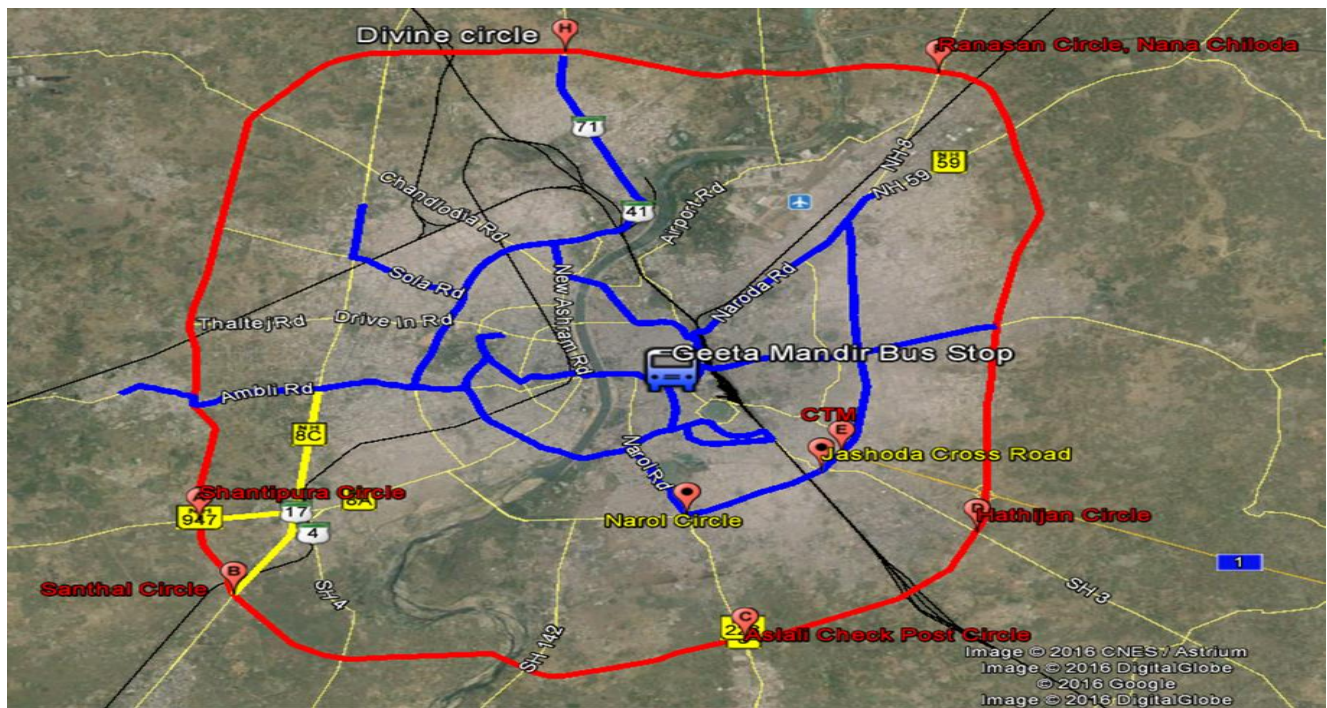 H
Divine circle
Ranasan Circle, Nana Chiloda
71
NH 8
NH
59
NH 59
Chandlodia Rd
41
Airport Rd
Sola Rd
New Ashram Rd
Naroda Rd
Thaltej Rd
Drive In Rd
Geeta Mandir Bus Stop
Ambli Rd
NH
8C
CTM
E
Jashoda Cross Road
Narol Rd
Shantipura Circle
947
17
8A
Narol Circle
D
Hathijan Circle
4
B
Santhal Circle
SH 4
1
SH 3
C
Aslali Check Post Circle
SH 142
Image © 2016 CNES / Astrium
Image © 2016 DigitalGlobe
© 2016 Google
Image © 2016 DigitalGlobe